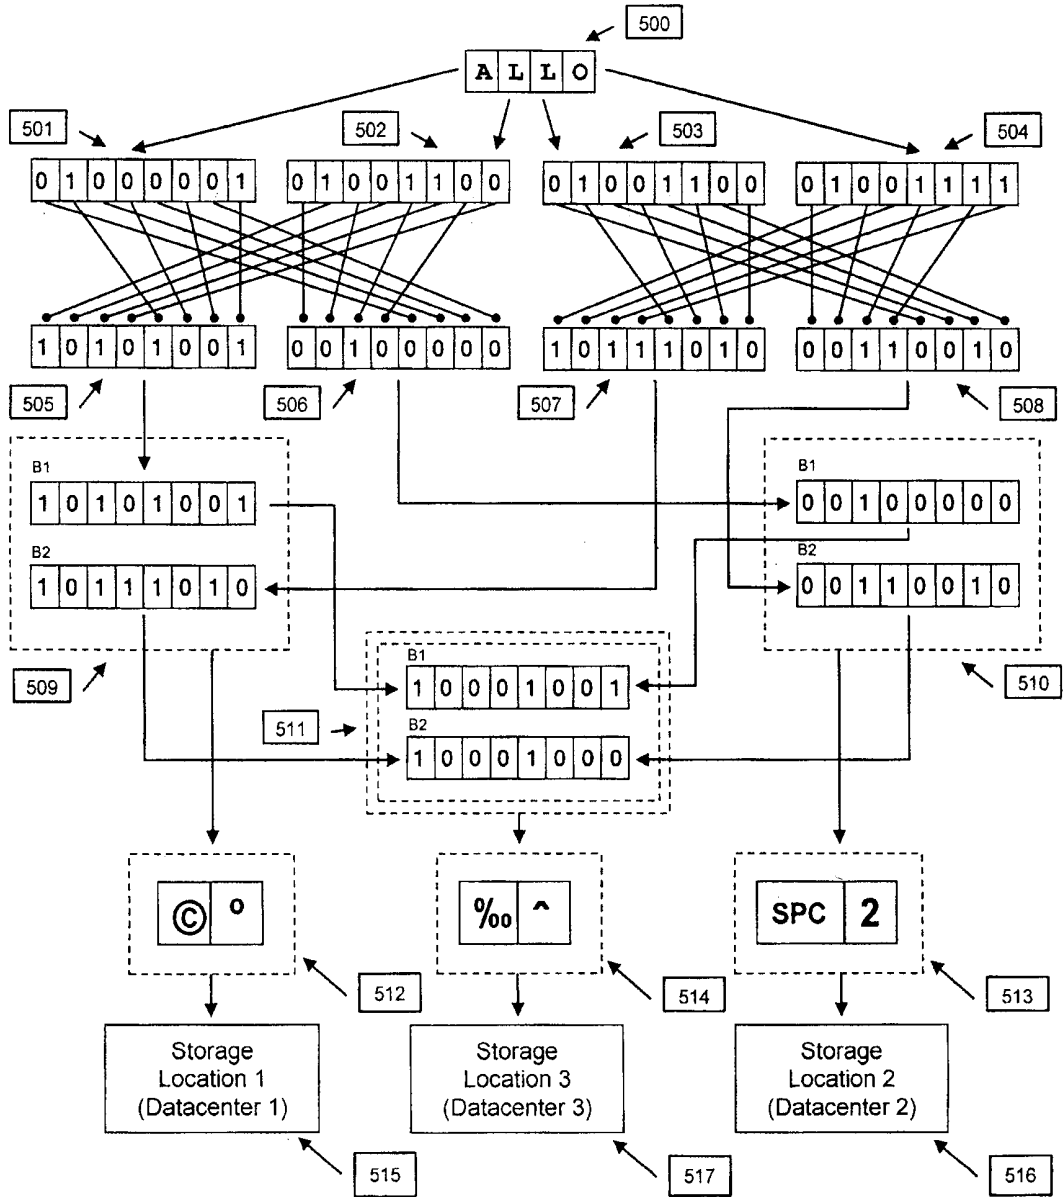 500
A L L O
501
502
503
504
0 1 0 0 0 0 0 1
0 1 0 0 1 1 0 0
0 1 0 0 1 1 0 0
0 1 0 0 1 1 1 1
1 0 1 0 1 0 0 1
0 0 1 0 0 0 0 0
1 0 1 1 1 0 1 0
0 0 1 1 0 0 1 0
505
506
507
508
B1
1 0 1 0 1 0 0 1
B2
1 0 1 1 1 0 1 0
B1
0 0 1 0 0 0 0 0
B2
0 0 1 1 0 0 1 0
509
510
511
B1
1 0 0 0 1 0 0 1
B2
1 0 0 0 1 0 0 0
© º
‰ ^
SPC 2
512
514
513
Storage
Location 1
(Datacenter 1)
Storage
Location 3
(Datacenter 3)
Storage
Location 2
(Datacenter 2)
515
517
516